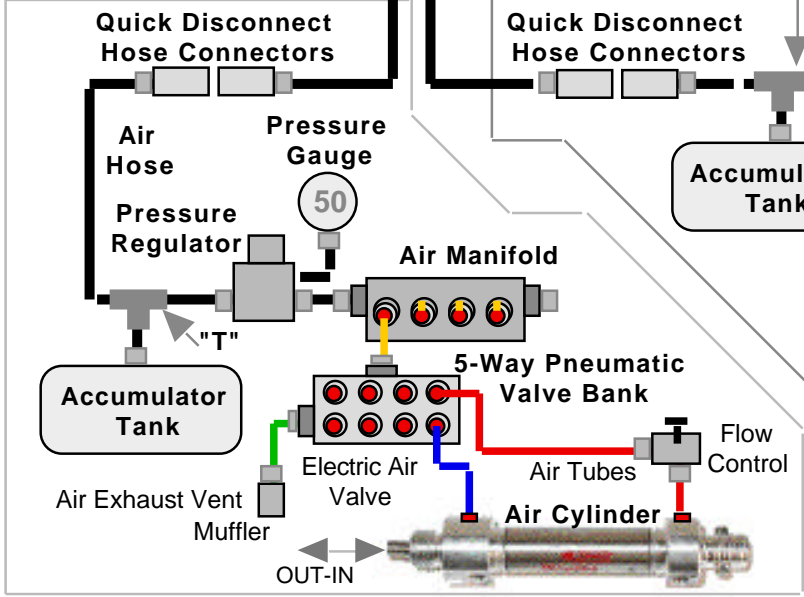 Quick Disconnect
Hose Connectors
Quick Disconnect
Hose Connectors
Air
Hose
Pressure
Gauge
50
Pressure
Regulator
Air Manifold
"T"
Accumulator
Tank
Accumul
Tank
5-Way Pneumatic
Valve Bank
Electric Air
Valve
Air Tubes
Flow
Control
Air Exhaust Vent
Muffler
Air Cylinder
OUT-IN